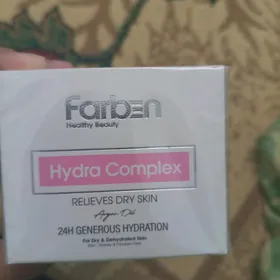 Farben
Healthy Beauty
Hydra Complex
RELIEVES DRY SKIN
Argan Oil
24H GENEROUS HYDRATION
For Dry & Dehydrated Skin